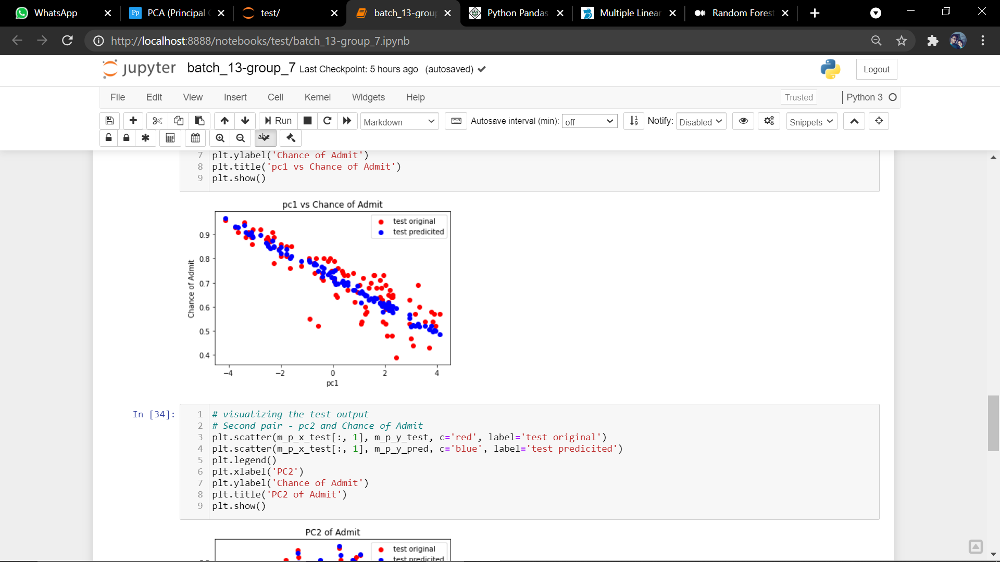 WhatsApp
PCA (Principal
test/
batch_13-grou
Python Pandas
Multiple Linear
Random Forest
http://localhost:8888/notebooks/test/batch_13-group_7.ipynb
jupyter batch_13-group_7 Last Checkpoint: 5 hours ago (autosaved)
Logout
File Edit View Insert Cell Kernel Widgets Help
Trusted
Python 3
Run
Markdown
Autosave interval (min): off
Notify: Disabled
Snippets
7 plt.ylabel('Chance of Admit')
8 plt.title('pc1 vs Chance of Admit')
9 plt.show()
pc1 vs Chance of Admit
test original
test predicited
Chance of Admit
0.9
0.8
0.7
0.6
0.5
0.4
−4 −2 0 2 4
pc1
In [34]:
1 # visualizing the test output
2 # Second pair - pc2 and Chance of Admit
3 plt.scatter(m_p_x_test[:, 1], m_p_y_test, c='red', label='test original')
4 plt.scatter(m_p_x_test[:, 1], m_p_y_pred, c='blue', label='test predicited')
5 plt.legend()
6 plt.xlabel('PC2')
7 plt.ylabel('Chance of Admit')
8 plt.title('PC2 of Admit')
9 plt.show()
PC2 of Admit
test original
test predicited